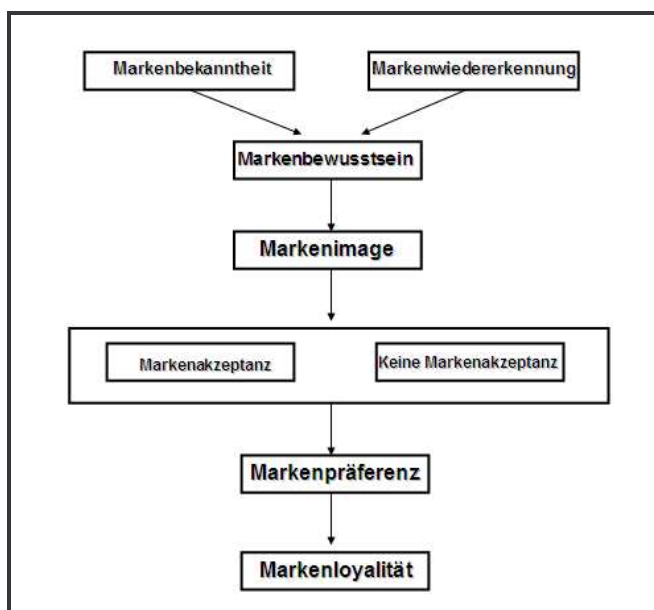 Markenbekanntheit
Markenwiedererkennung
Markenbewusstsein
Markenimage
Markenakzeptanz
Keine Markenakzeptanz
Markenpräferenz
Markenloyalität